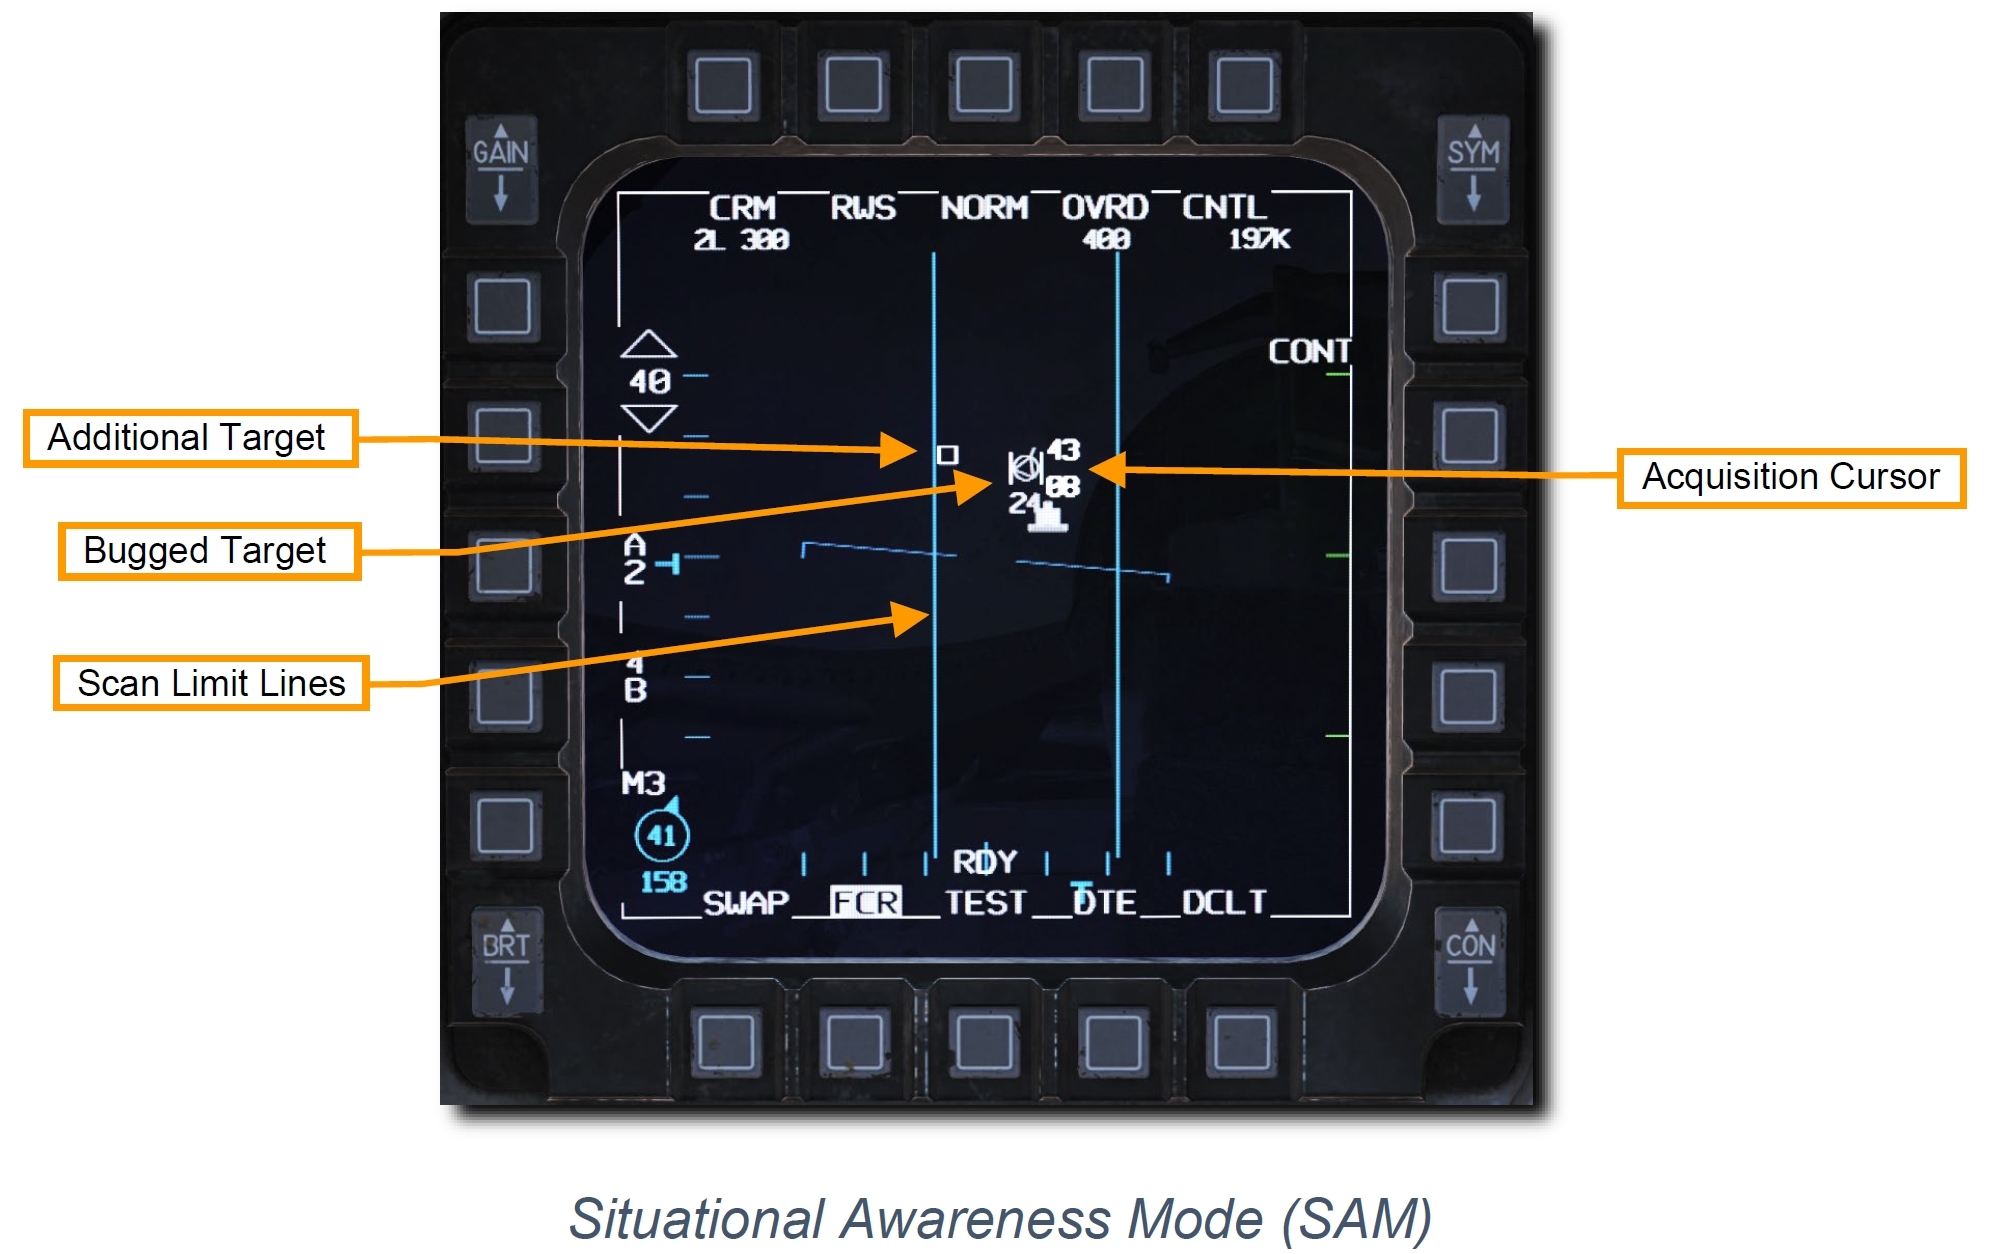 GAIN
SYM
CRM RWS NORM OVRD CNTL
2L 300 400 197K
CONT
40
Additional Target
43
Acquisition Cursor
08
24
Bugged Target
A
2
Scan Limit Lines
4
B
M3
41
RDY
158
SWAP FCR TEST DTE DCLT
BRT
CON
Situational Awareness Mode (SAM)